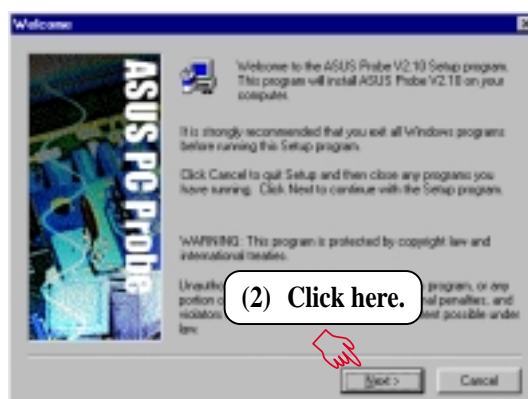 Welcome
ASUS PC Probe
Welcome to the ASUS Probe V2.10 Setup program.
This program will install ASUS Probe V2.10 on your
computer.
It is strongly recommended that you exit all Windows programs
before running this Setup program.
Click Cancel to quit Setup and then close any programs you
have running. Click Next to continue with the Setup program.
WARNING: This program is protected by copyright law and
international treaties.
program, or any
portion penalties, and
violators possible under
law.
(2) Click here.
Next >
Cancel